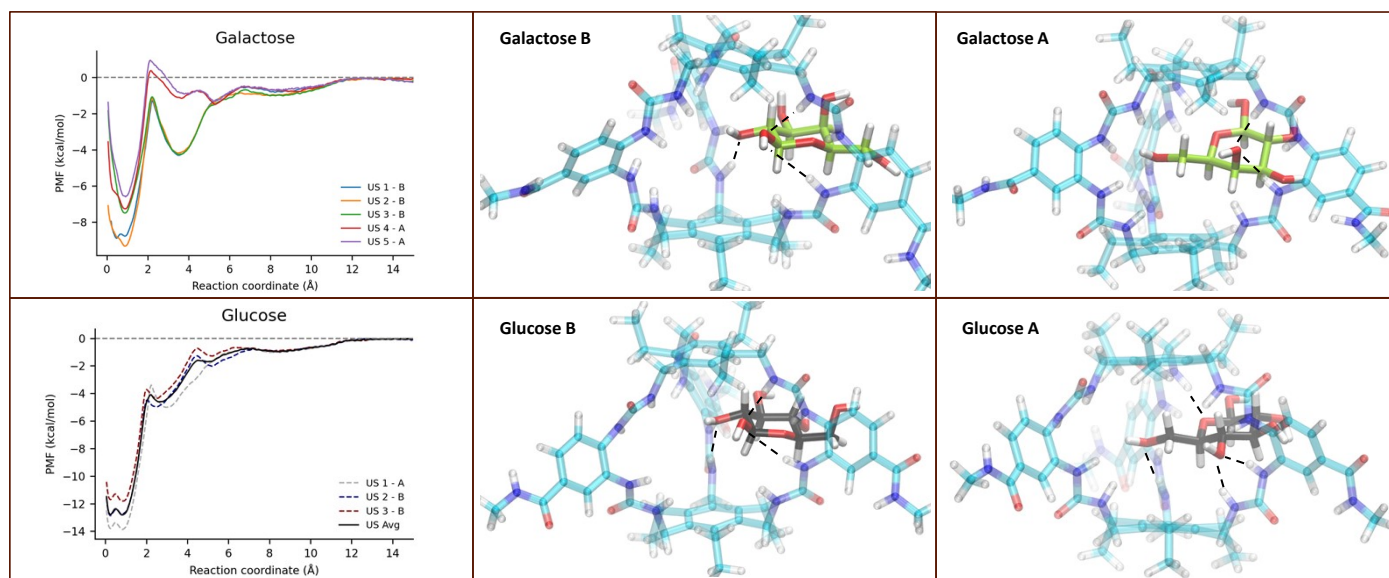 Galactose
PMF (kcal/mol)
0
−2
−4
−6
−8
US 1 - B
US 2 - B
US 3 - B
US 4 - A
US 5 - A
0 2 4 6 8 10 12 14
Reaction coordinate (Å)
Galactose B
Galactose A
Glucose
PMF (kcal/mol)
0
−2
−4
−6
−8
−10
−12
−14
US 1 - A
US 2 - B
US 3 - B
US Avg
0 2 4 6 8 10 12 14
Reaction coordinate (Å)
Glucose B
Glucose A